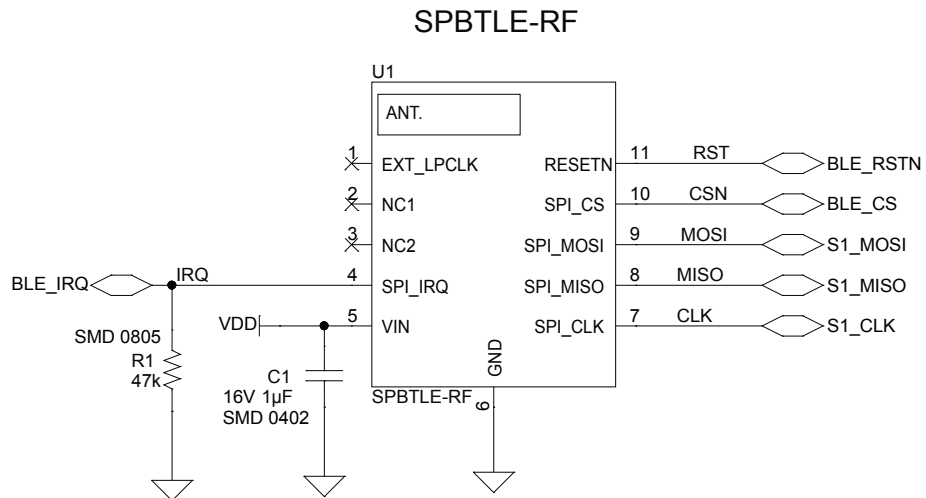 SPBTLE-RF
U1
ANT.
1 EXT_LPCLK
2 NC1
3 NC2
BLE_IRQ IRQ 4 SPI_IRQ
VDD 5 VIN
RESETN 11 RST BLE_RSTN
SPI_CS 10 CSN BLE_CS
SPI_MOSI 9 MOSI S1_MOSI
SPI_MISO 8 MISO S1_MISO
SPI_CLK 7 CLK S1_CLK
GND
6
SPBTLE-RF
SMD 0805
R1
47k
C1
16V 1µF
SMD 0402